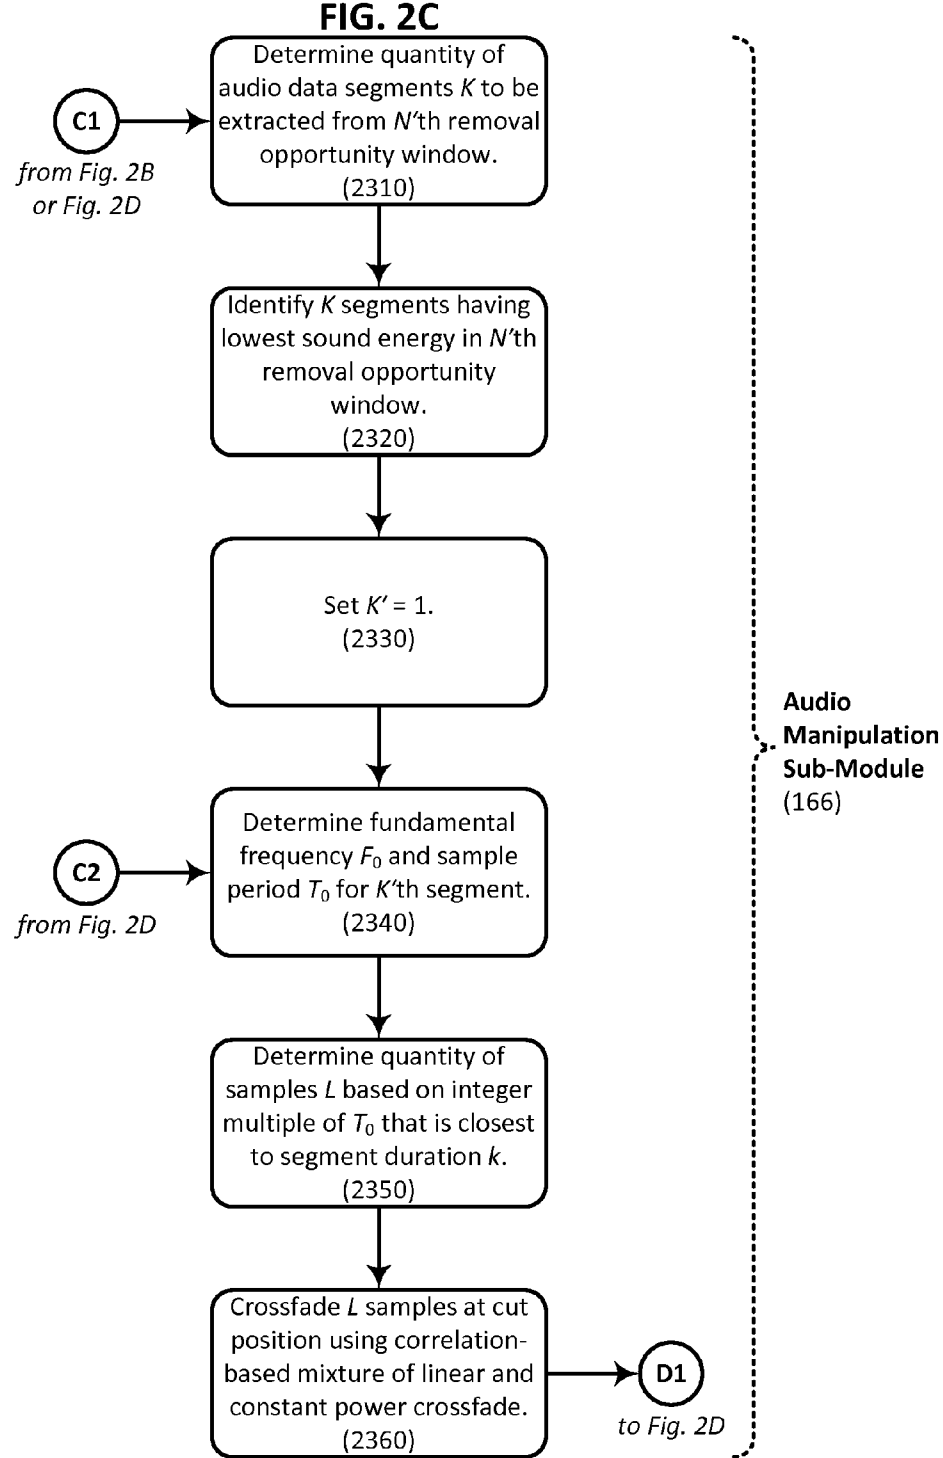 FIG. 2C
Determine quantity of
audio data segments K to be
extracted from N'th removal
opportunity window.
(2310)
C1
from Fig. 2B
or Fig. 2D
Identify K segments having
lowest sound energy in N'th
removal opportunity
window.
(2320)
Set K' = 1.
(2330)
Determine fundamental
frequency F₀ and sample
period T₀ for K'th segment.
(2340)
C2
from Fig. 2D
Determine quantity of
samples L based on integer
multiple of T₀ that is closest
to segment duration k.
(2350)
Crossfade L samples at cut
position using correlation-
based mixture of linear and
constant power crossfade.
(2360)
D1
to Fig. 2D
Audio
Manipulation
Sub-Module
(166)